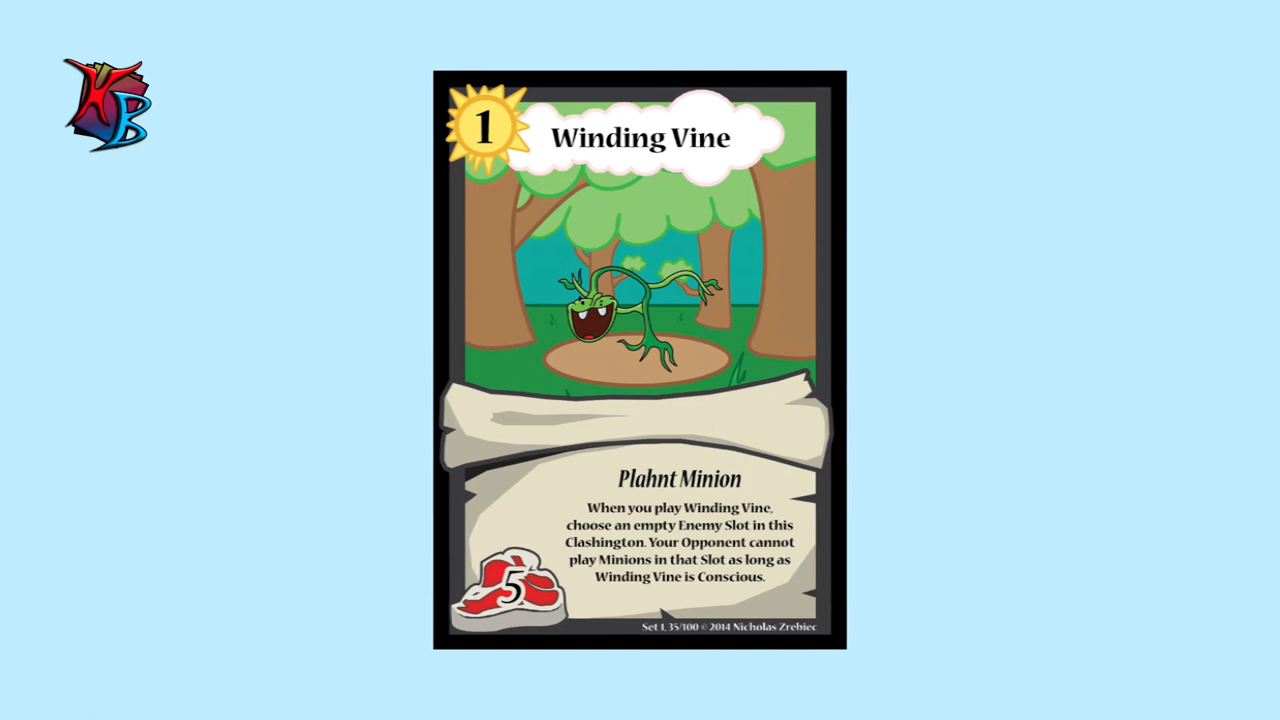 KB
1
Winding Vine
Plahnt Minion
When you play Winding Vine,
choose an empty Enemy Slot in this
Clashington. Your Opponent cannot
play Minions in that Slot as long as
Winding Vine is Conscious.
5
Set 1, 35/100 © 2014 Nicholas Zrebiec